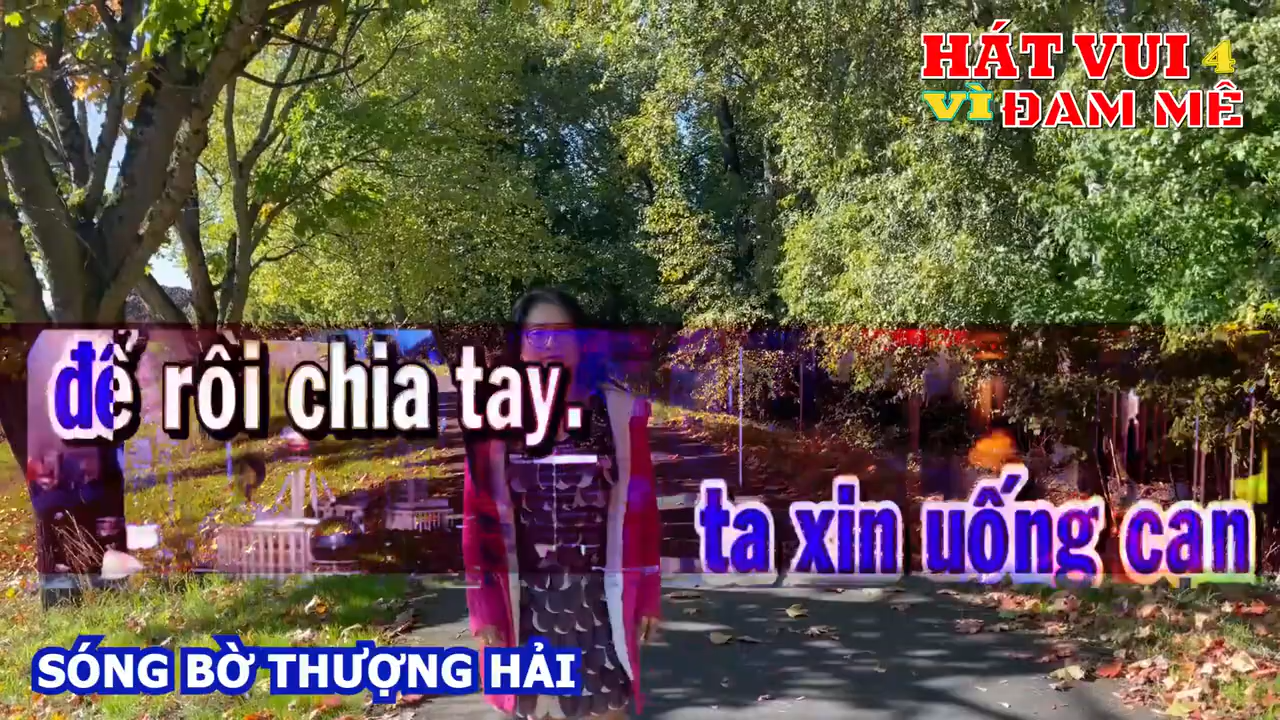 HÁT VUI 4
VÌ ĐAM MÊ
để rồi chia tay.
ta xin uống can
SÓNG BỜ THƯỢNG HẢI